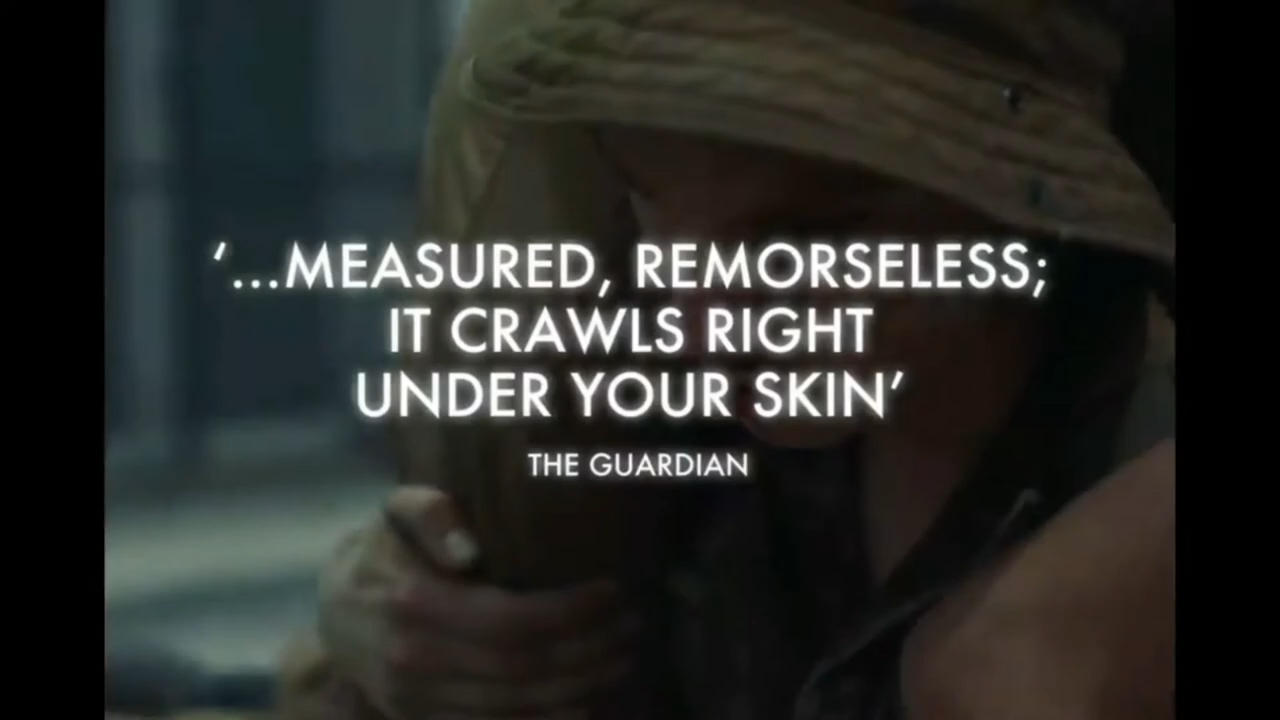 ‘...MEASURED, REMORSELESS;
IT CRAWLS RIGHT
UNDER YOUR SKIN’
THE GUARDIAN